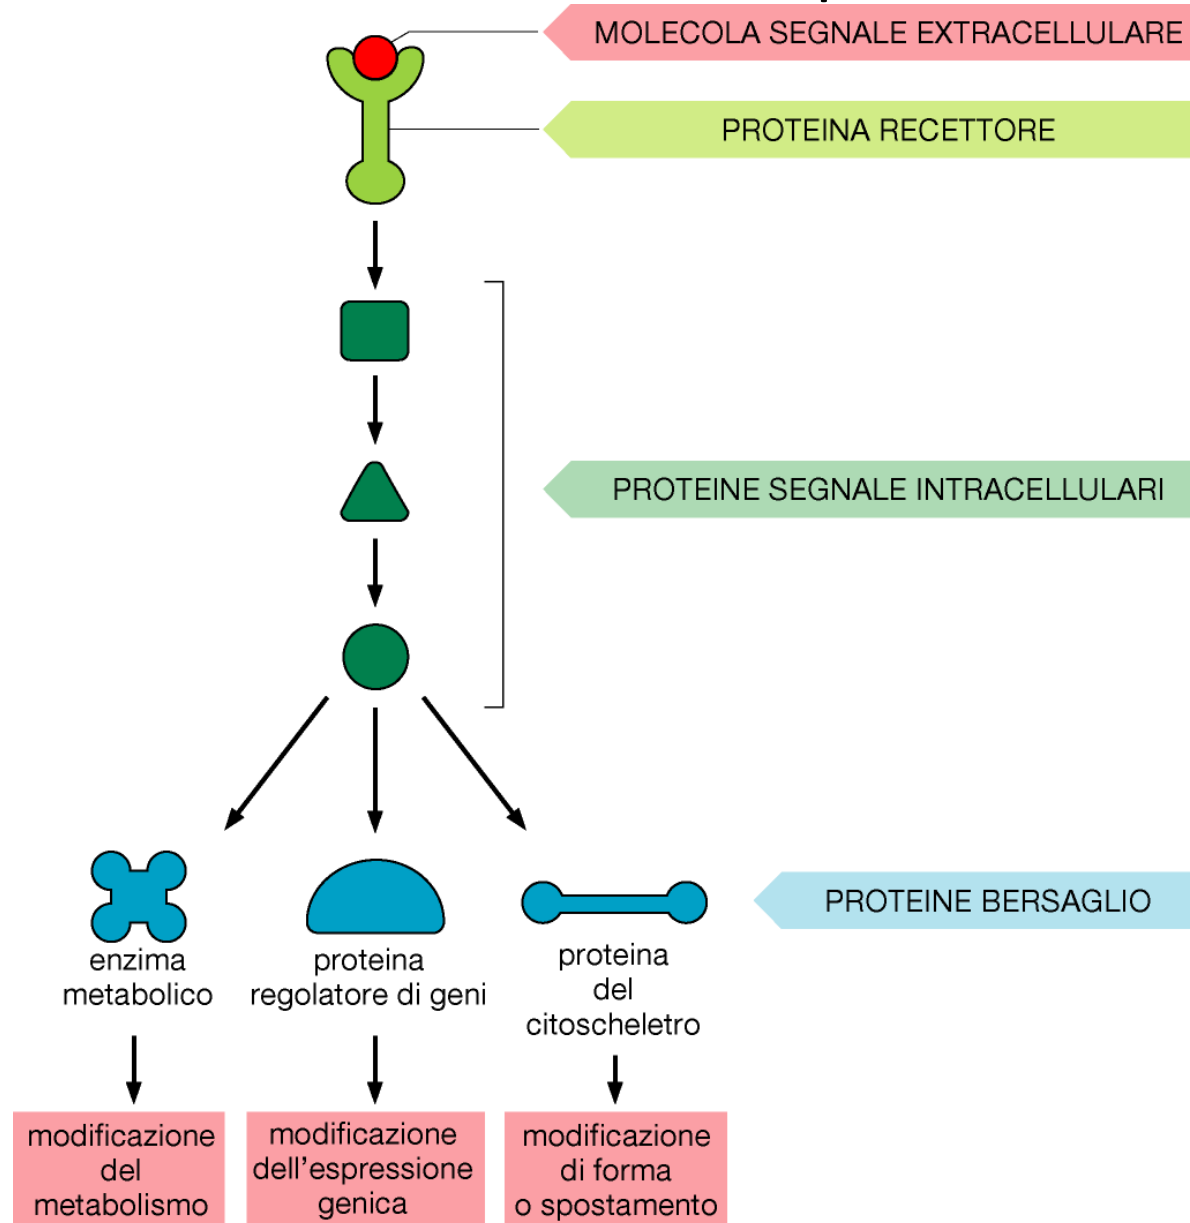 MOLECOLA SEGNALE EXTRACELLULARE
PROTEINA RECETTORE
PROTEINE SEGNALE INTRACELLULARI
PROTEINE BERSAGLIO
enzima
metabolico
proteina
regolatore di geni
proteina
del
citoscheletro
modificazione
del
metabolismo
modificazione
dell'espressione
genica
modificazione
di forma
o spostamento